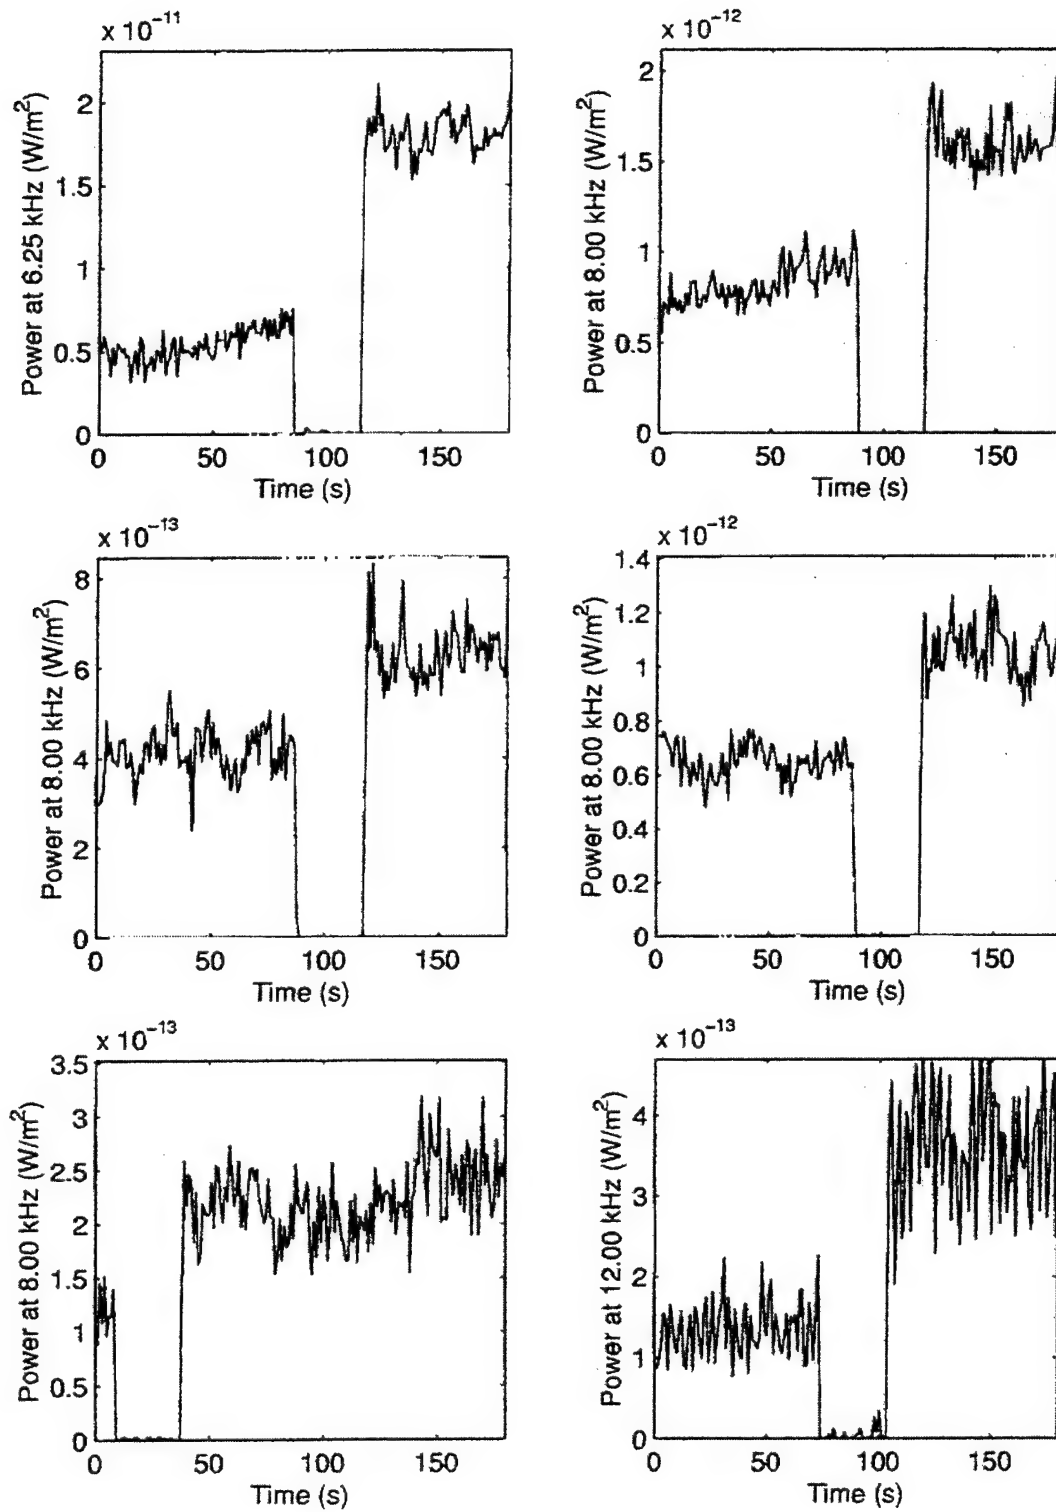 x 10⁻¹¹
Power at 6.25 kHz (W/m²)
2
1.5
1
0.5
0
0 50 100 150
Time (s)
x 10⁻¹²
Power at 8.00 kHz (W/m²)
2
1.5
1
0.5
0
0 50 100 150
Time (s)
x 10⁻¹³
Power at 8.00 kHz (W/m²)
8
6
4
2
0
0 50 100 150
Time (s)
x 10⁻¹²
Power at 8.00 kHz (W/m²)
1.4
1.2
1
0.8
0.6
0.4
0.2
0
0 50 100 150
Time (s)
x 10⁻¹³
Power at 8.00 kHz (W/m²)
3.5
3
2.5
2
1.5
1
0.5
0
0 50 100 150
Time (s)
x 10⁻¹³
Power at 12.00 kHz (W/m²)
4
3
2
1
0
0 50 100 150
Time (s)